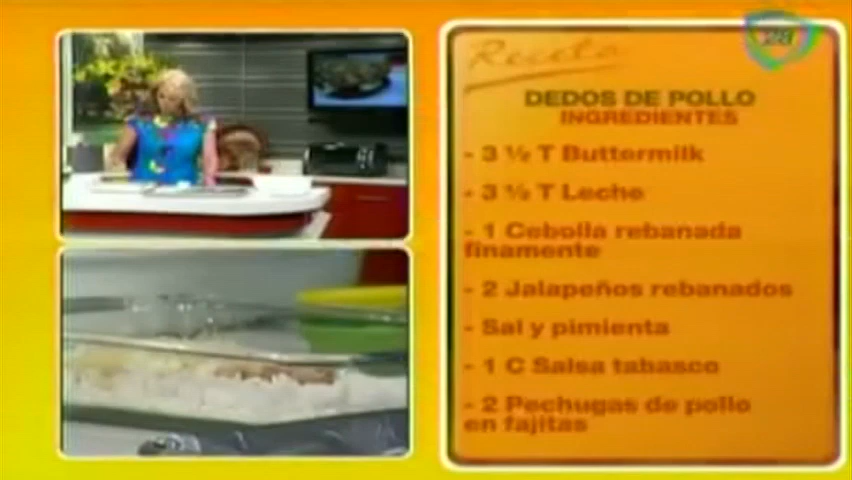 Receta
28
DEDOS DE POLLO
INGREDIENTES
- 3 ½ T Buttermilk
- 3 ½ T Leche
- 1 Cebolla rebanada
finamente
- 2 Jalapeños rebanados
- Sal y pimienta
- 1 C Salsa tabasco
- 2 Pechugas de pollo
en fajitas